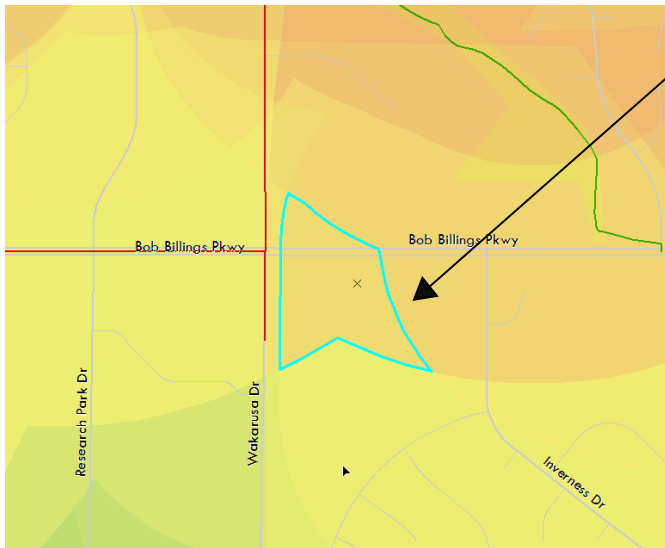 Bob Billings Pkwy
Bob Billings Pkwy
Research Park Dr
Wakarusa Dr
Inverness Dr